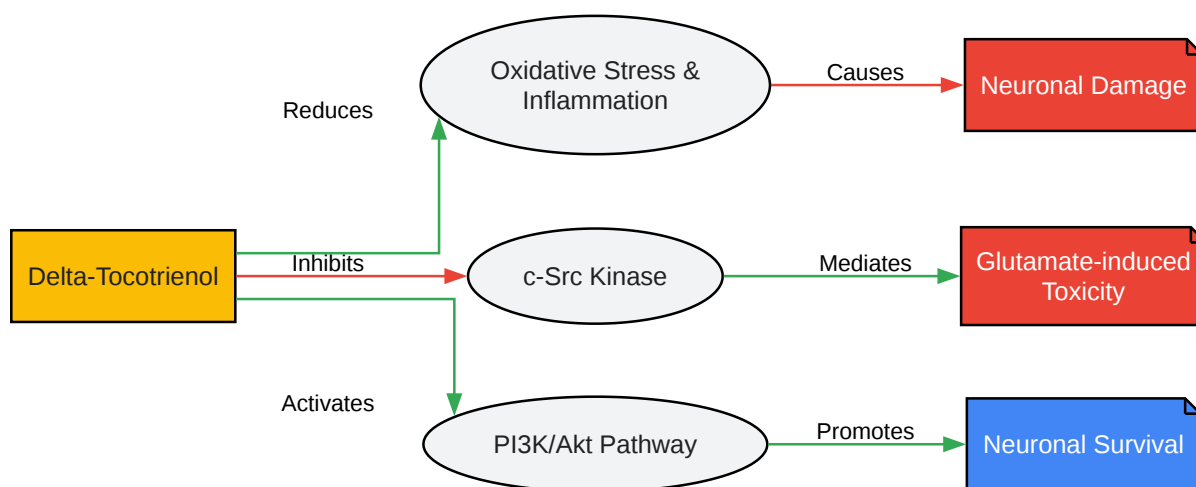 Oxidative Stress &
Inflammation
Causes
Neuronal Damage
Reduces
Delta-Tocotrienol
Inhibits
c-Src Kinase
Mediates
Glutamate-induced
Toxicity
Activates
PI3K/Akt Pathway
Promotes
Neuronal Survival